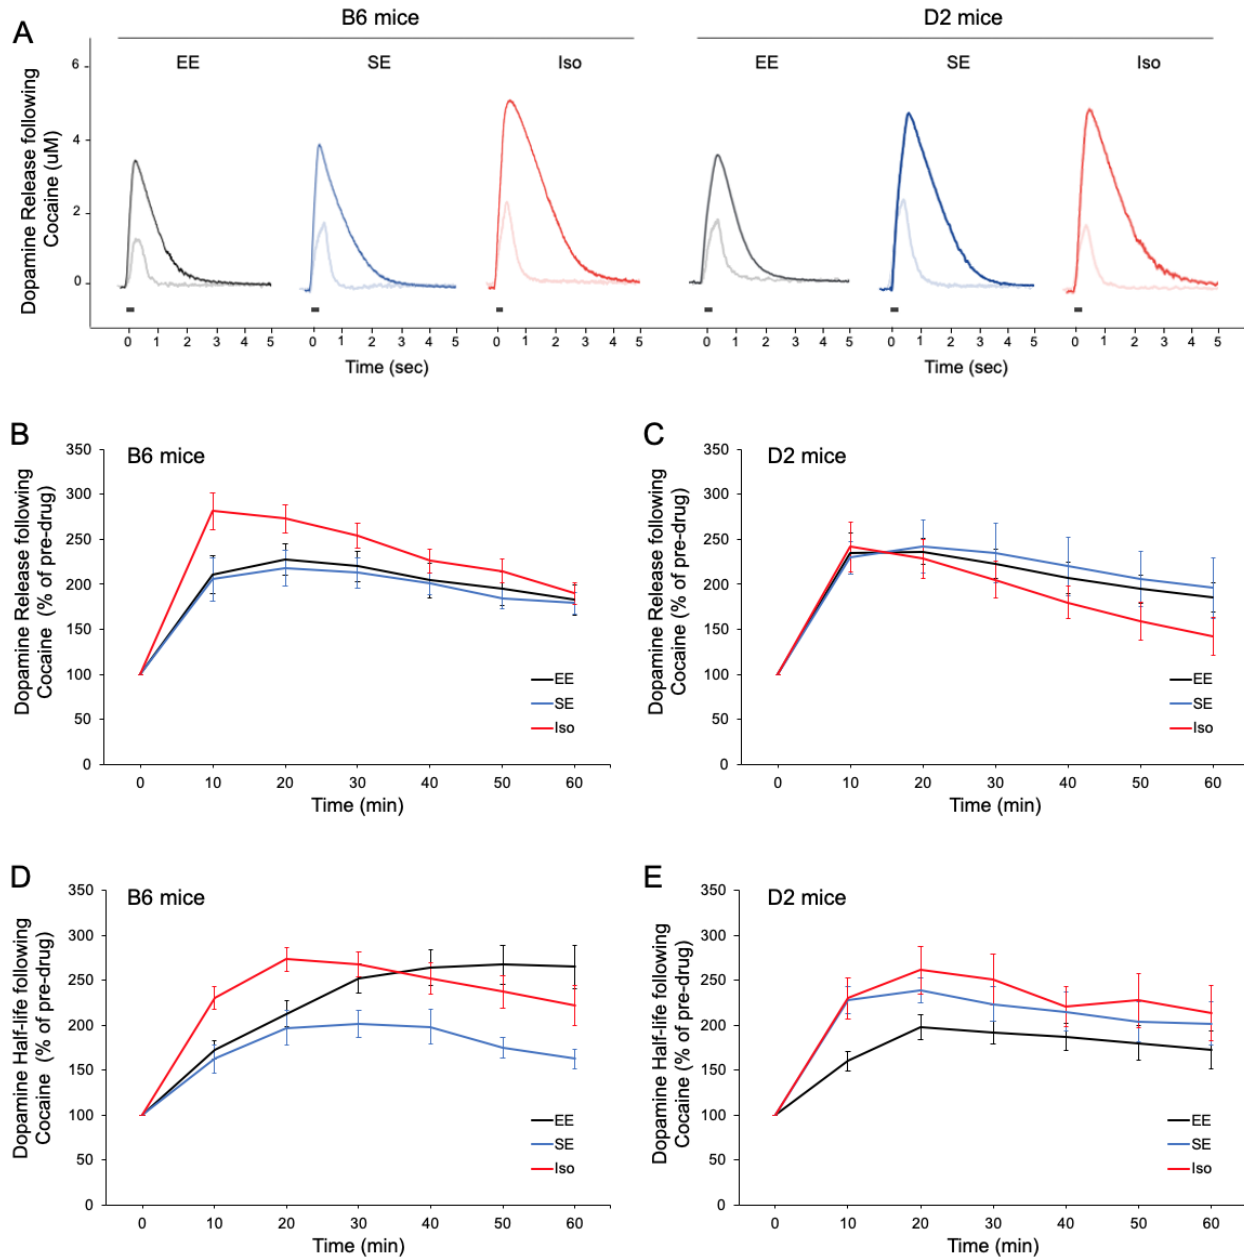 A
B6 mice
D2 mice
EE
SE
Iso
EE
SE
Iso
Dopamine Release following
Cocaine (uM)
6
4
2
0
0 1 2 3 4 5
0 1 2 3 4 5
0 1 2 3 4 5
0 1 2 3 4 5
0 1 2 3 4 5
0 1 2 3 4 5
Time (sec)
Time (sec)
B
B6 mice
Dopamine Release following
Cocaine (% of pre-drug)
350
300
250
200
150
100
50
0
EE
SE
Iso
0 10 20 30 40 50 60
Time (min)
C
D2 mice
Dopamine Release following
Cocaine (% of pre-drug)
350
300
250
200
150
100
50
0
EE
SE
Iso
0 10 20 30 40 50 60
Time (min)
D
B6 mice
Dopamine Half-life following
Cocaine (% of pre-drug)
350
300
250
200
150
100
50
0
EE
SE
Iso
0 10 20 30 40 50 60
Time (min)
E
D2 mice
Dopamine Half-life following
Cocaine (% of pre-drug)
350
300
250
200
150
100
50
0
EE
SE
Iso
0 10 20 30 40 50 60
Time (min)